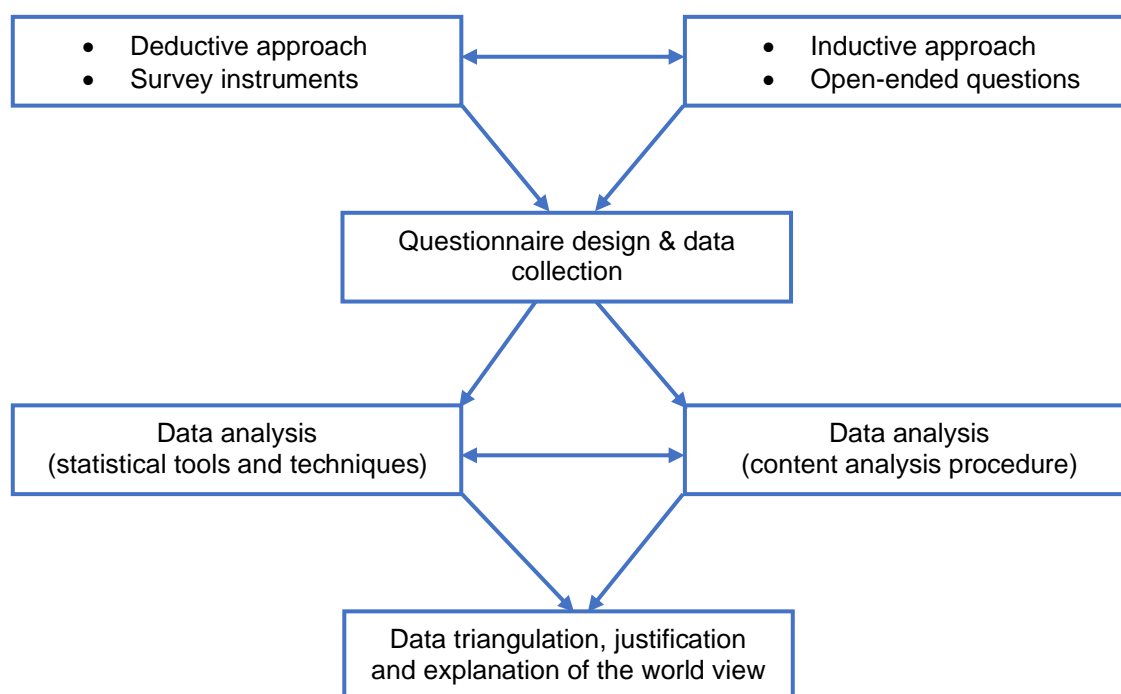 • Deductive approach
• Survey instruments
• Inductive approach
• Open-ended questions
Questionnaire design & data
collection
Data analysis
(statistical tools and techniques)
Data analysis
(content analysis procedure)
Data triangulation, justification
and explanation of the world view